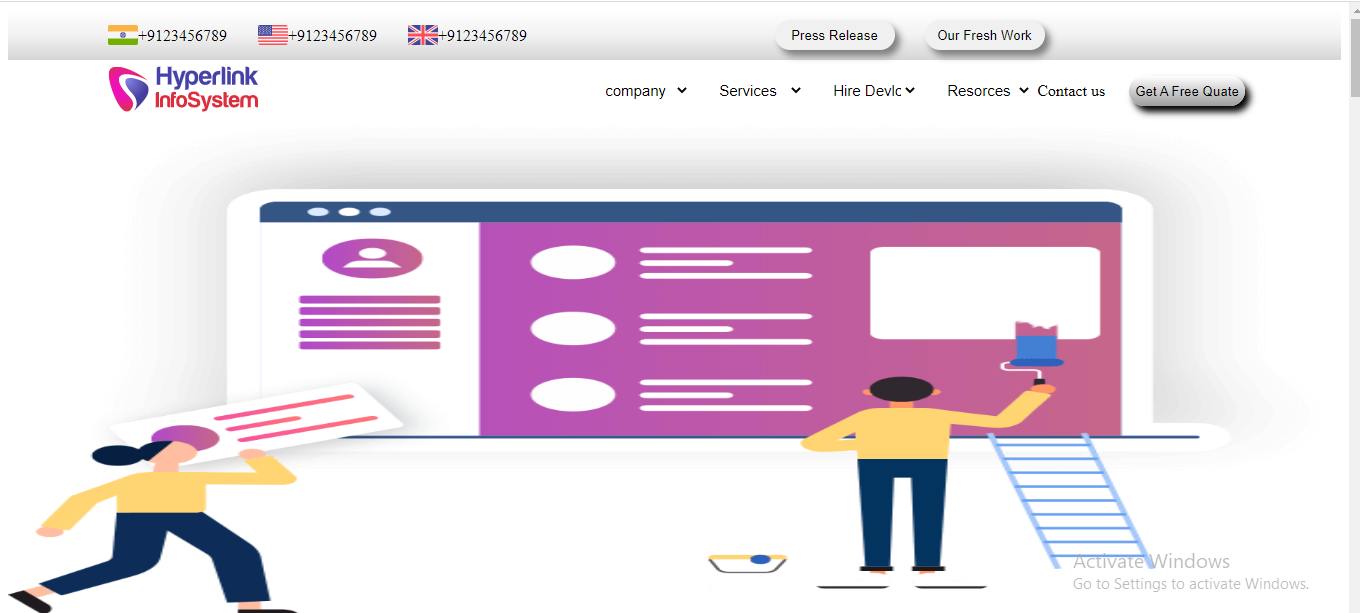 +9123456789 +9123456789 +9123456789 Press Release Our Fresh Work
Hyperlink
InfoSystem
company Services Hire Devlc Resorces Contact us Get A Free Quate
Activate Windows
Go to Settings to activate Windows.